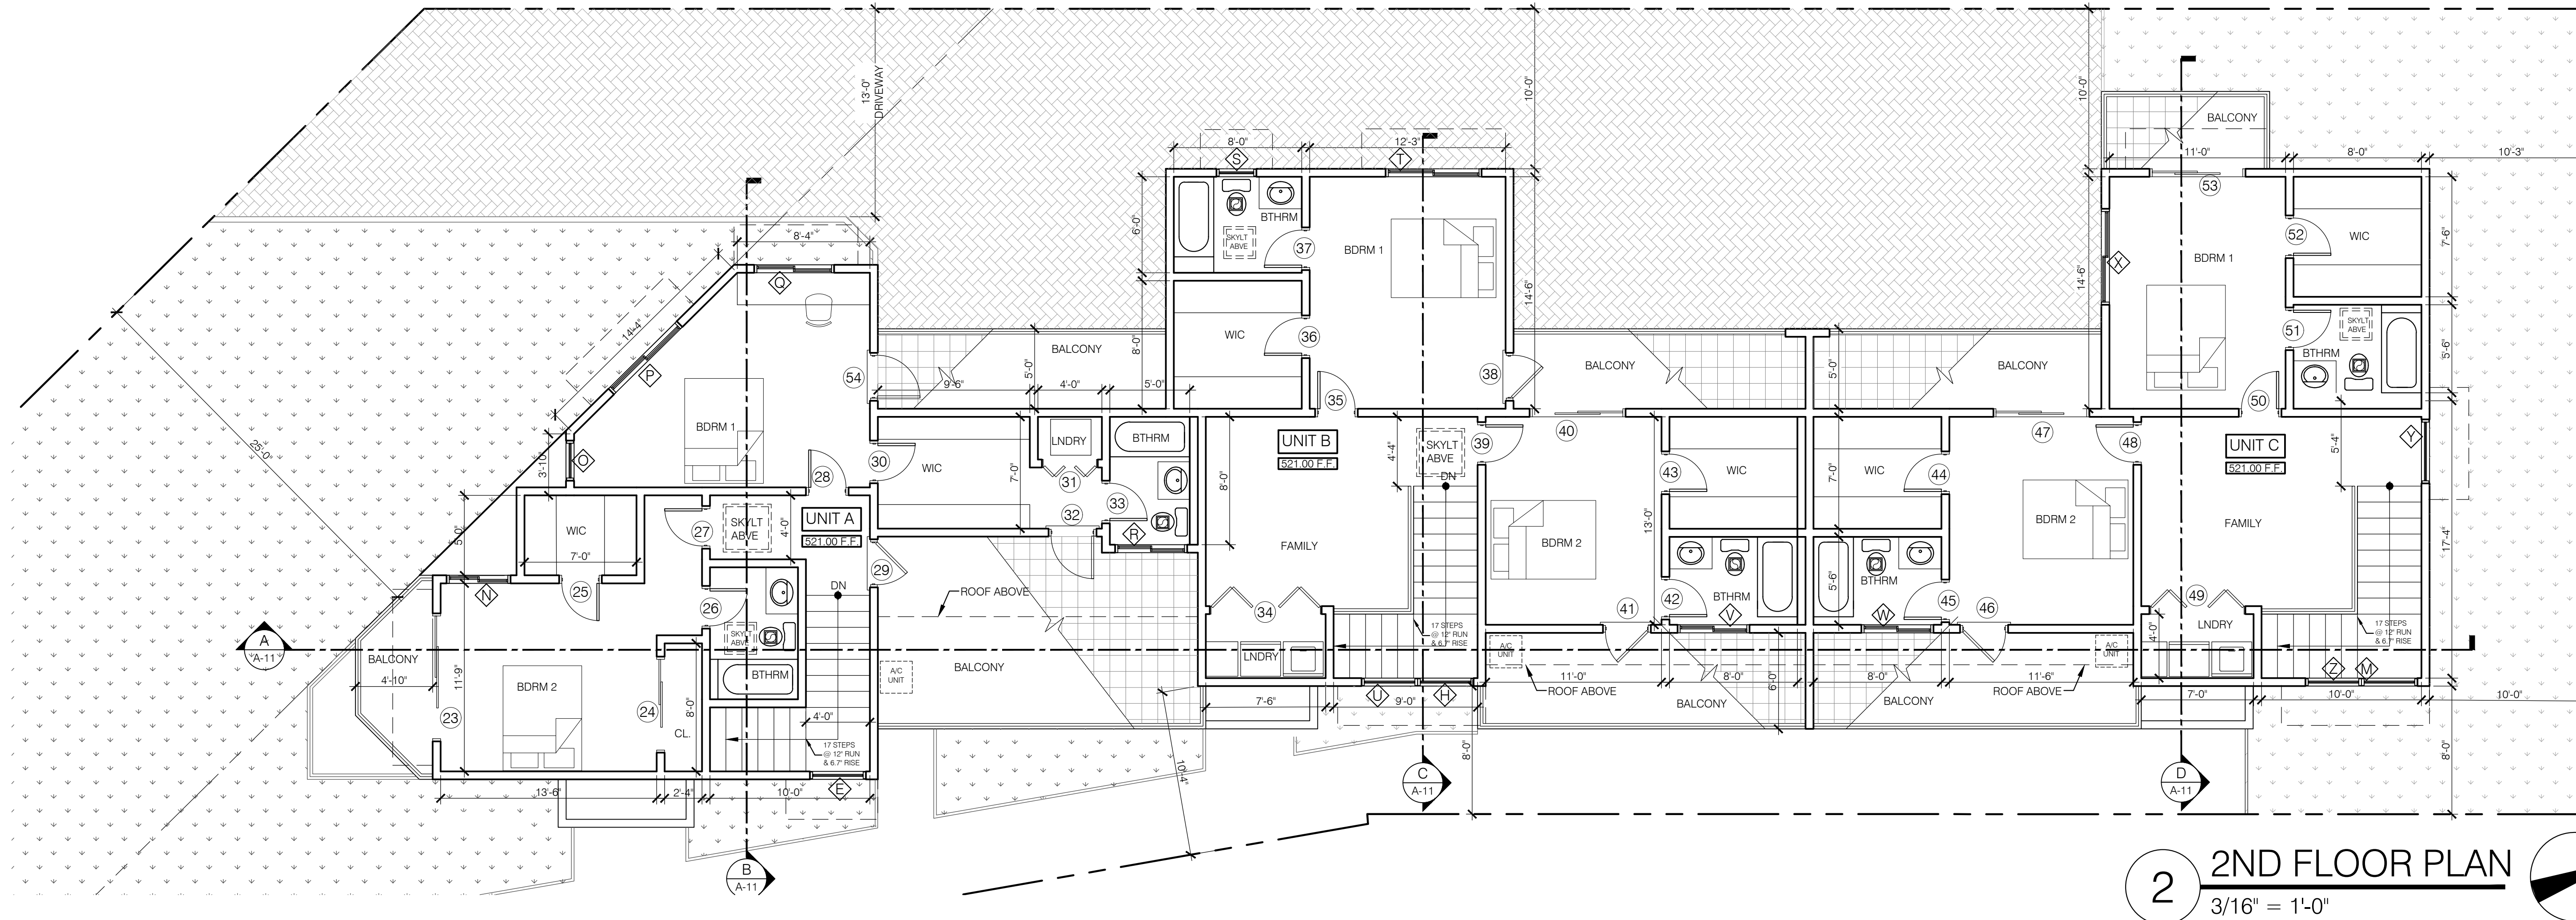 13'-0"
DRIVEWAY
10'-0"
10'-0"
BALCONY
8'-0"
12'-3"
11'-0"
8'-0"
10'-3"
S
T
53
8'-4"
Q
6'-0"
BTHRM
SKYLT
ABVE
37
BDRM 1
14'-6"
14'-6"
X
BDRM 1
52
WIC
7'-6"
14'-4"
P
54
BALCONY
5'-0"
8'-0"
WIC
36
38
BALCONY
5'-0"
BALCONY
51
SKYLT
ABVE
BTHRM
5'-6"
9'-6"
4'-0"
5'-0"
35
50
25'-0"
3'-10"
O
BDRM 1
28
30
WIC
7'-0"
LNDRY
31
BTHRM
33
32
R
UNIT B
521.00 F.F.
8'-0"
4'-4"
SKYLT
ABVE
DN
39
40
43
WIC
7'-0"
WIC
44
47
48
UNIT C
521.00 F.F.
5'-4"
Y
5'-0"
WIC
7'-0"
25
27
SKYLT
ABVE
4'-0"
UNIT A
521.00 F.F.
29
DN
FAMILY
BDRM 2
13'-0"
BDRM 2
FAMILY
17'-4"
N
26
SKYLT
ABVE
BTHRM
ROOF ABOVE
34
LNDRY
17 STEPS
@ 12" RUN
& 6.7" RISE
41
42
BTHRM
V
5'-6"
BTHRM
W
45
46
49
LNDRY
4'-0"
17 STEPS
@ 12" RUN
& 6.7" RISE
A
A-11
BALCONY
4'-10"
11'-9"
BDRM 2
23
24
8'-0"
CL.
4'-0"
17 STEPS
@ 12" RUN
& 6.7" RISE
A/C
UNIT
BALCONY
A/C
UNIT
11'-0"
ROOF ABOVE
8'-0"
6'-0"
8'-0"
11'-6"
ROOF ABOVE
A/C
UNIT
BALCONY
BALCONY
U
H
7'-6"
9'-0"
Z
M
7'-0"
10'-0"
10'-0"
13'-6"
2'-4"
10'-0"
E
10'-4"
8'-0"
8'-0"
C
A-11
D
A-11
B
A-11
2
2ND FLOOR PLAN
3/16" = 1'-0"